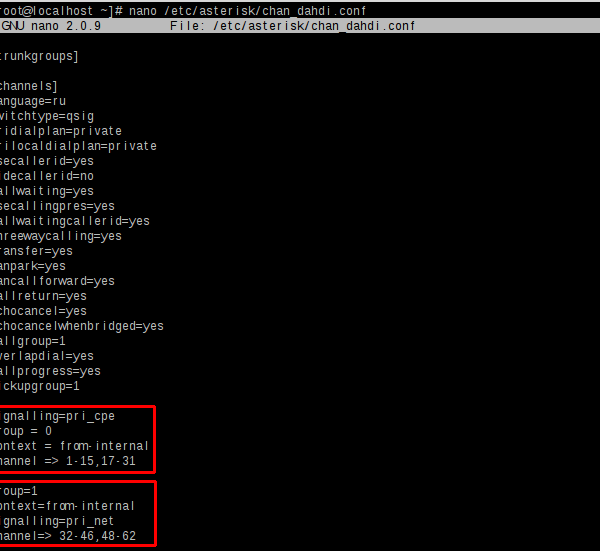 root@localhost ~]# nano /etc/asterisk/chan_dahdi.conf
GNU nano 2.0.9 File: /etc/asterisk/chan_dahdi.conf
trunkgroups]
channels]
anguage=ru
witchtype=qsig
ridialplan=private
rilocaldialplan=private
secallerid=yes
idecallerid=no
allwaiting=yes
secallingpres=yes
allwaitingcallerid=yes
hreewaycalling=yes
ransfer=yes
anpark=yes
ancallforward=yes
allreturn=yes
chocancel=yes
chocancelwhenbridged=yes
allgroup=1
verlapdial=yes
allprogress=yes
ickupgroup=1
ignalling=pri_cpe
roup = 0
ontext = from-internal
hannel => 1-15,17-31
roup=1
ontext=from-internal
ignalling=pri_net
hannel=> 32-46,48-62